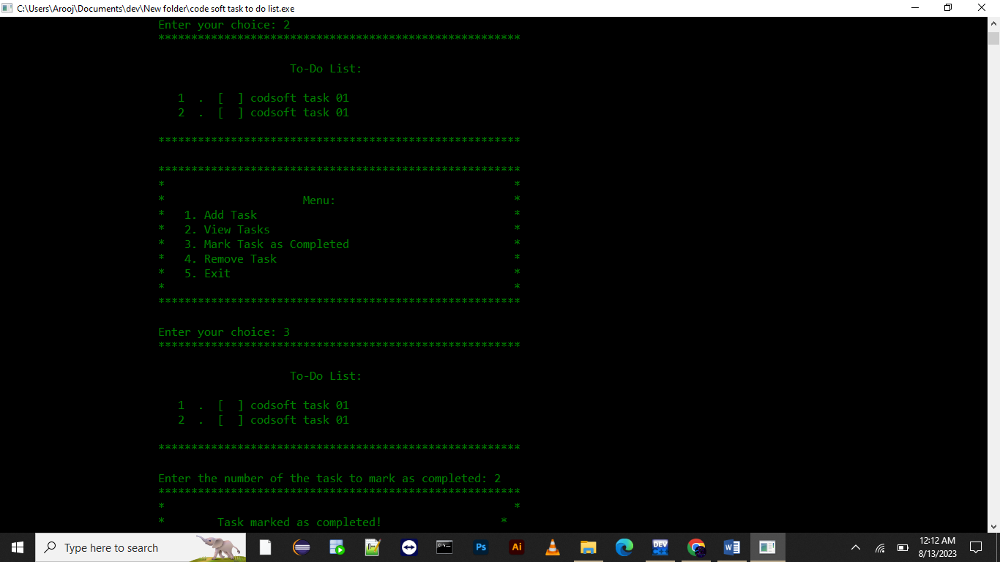 C:\Users\Arooj\Documents\dev\New folder\code soft task to do list.exe
Enter your choice: 2
*******************************************************
To-Do List:
1 . [ ] codsoft task 01
2 . [ ] codsoft task 01
*******************************************************
*******************************************************
* *
* Menu: *
* 1. Add Task *
* 2. View Tasks *
* 3. Mark Task as Completed *
* 4. Remove Task *
* 5. Exit *
* *
*******************************************************
Enter your choice: 3
*******************************************************
To-Do List:
1 . [ ] codsoft task 01
2 . [ ] codsoft task 01
*******************************************************
Enter the number of the task to mark as completed: 2
*******************************************************
* *
* Task marked as completed! *
Type here to search
Ps
Ai
DEV
12:12 AM
8/13/2023